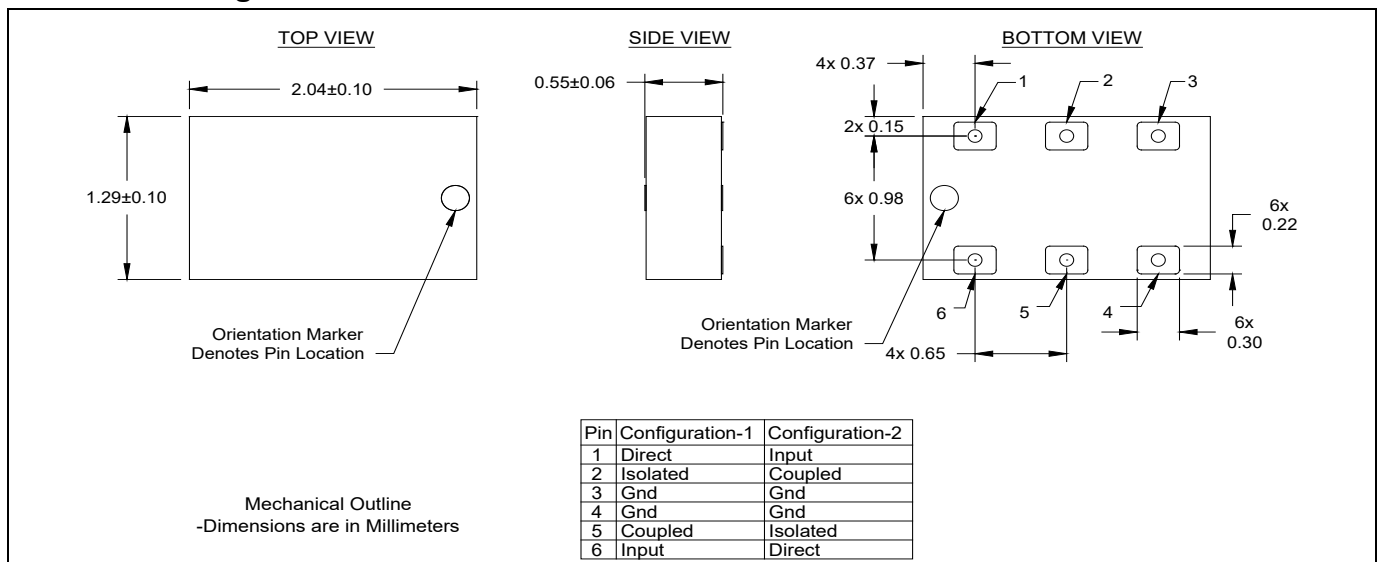 TOP VIEW
SIDE VIEW
BOTTOM VIEW
2.04±0.10
1.29±0.10
Orientation Marker
Denotes Pin Location
0.55±0.06
4x 0.37
1
2
3
2x 0.15
6x 0.98
6x
0.22
6
5
4
6x
0.30
Orientation Marker
Denotes Pin Location
4x 0.65
Mechanical Outline
-Dimensions are in Millimeters
Pin Configuration-1 Configuration-2
1 Direct Input
2 Isolated Coupled
3 Gnd Gnd
4 Gnd Gnd
5 Coupled Isolated
6 Input Direct